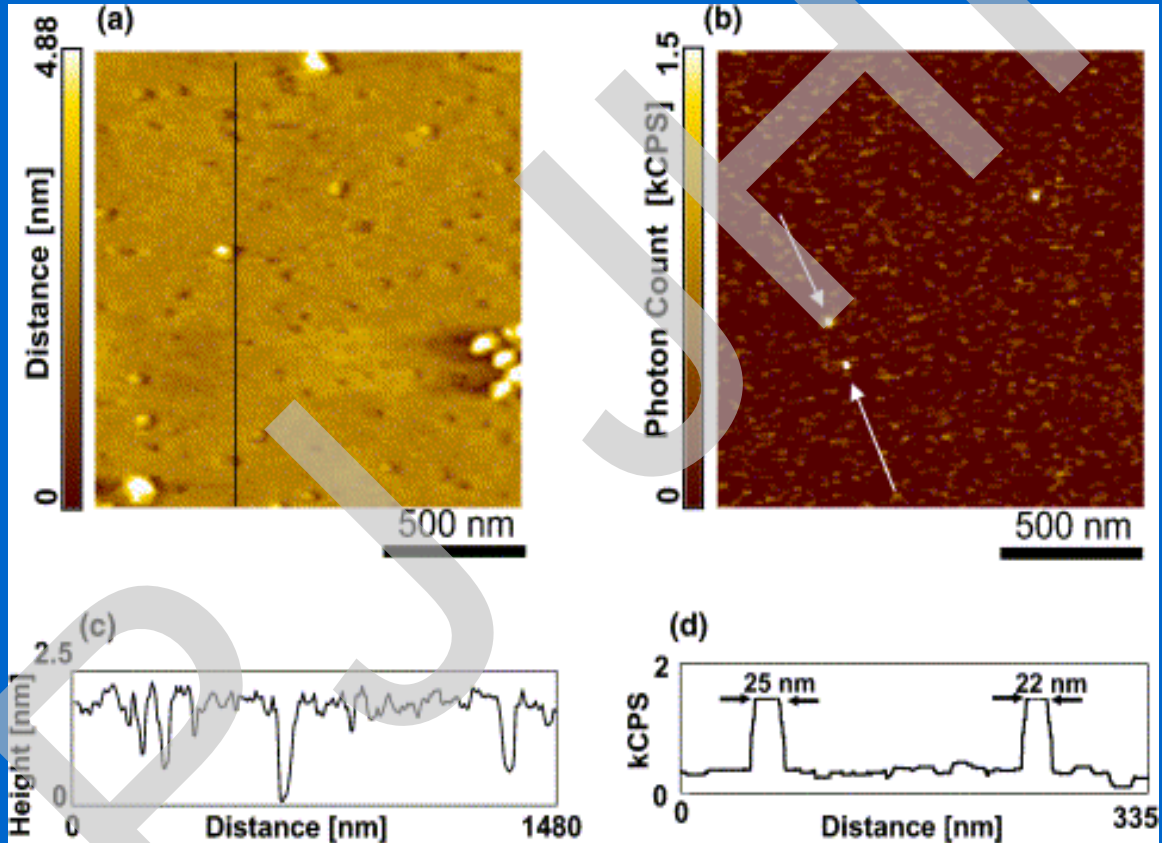 (a)
4.88
Distance [nm]
0
500 nm
(b)
1.5
Photon Count [kCPS]
0
500 nm
(c)
2.5
Height [nm]
0
0
Distance [nm]
1480
(d)
2
kCPS
0
25 nm
22 nm
0
Distance [nm]
335